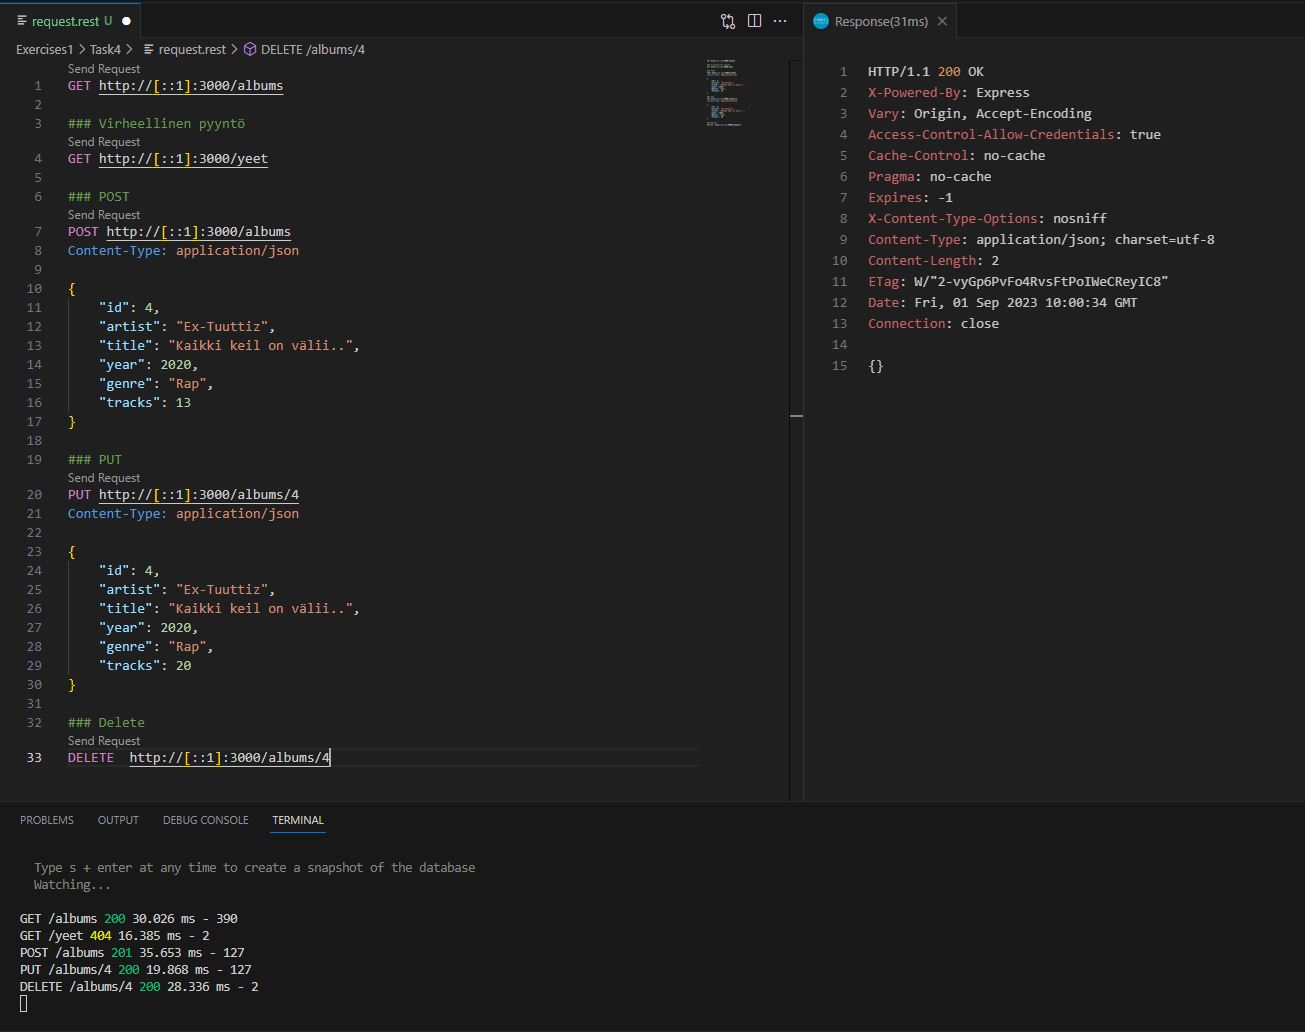 request.rest U
Exercises1 > Task4 > request.rest > DELETE /albums/4
Send Request
1 GET http://[::1]:3000/albums
2
3 ### Virheellinen pyyntö
Send Request
4 GET http://[::1]:3000/yeet
5
6 ### POST
Send Request
7 POST http://[::1]:3000/albums
8 Content-Type: application/json
9
10 {
11 "id": 4,
12 "artist": "Ex-Tuuttiz",
13 "title": "Kaikki keil on välii..",
14 "year": 2020,
15 "genre": "Rap",
16 "tracks": 13
17 }
18
19 ### PUT
Send Request
20 PUT http://[::1]:3000/albums/4
21 Content-Type: application/json
22
23 {
24 "id": 4,
25 "artist": "Ex-Tuuttiz",
26 "title": "Kaikki keil on välii..",
27 "year": 2020,
28 "genre": "Rap",
29 "tracks": 20
30 }
31
32 ### Delete
Send Request
33 DELETE  http://[::1]:3000/albums/4
Response(31ms)
1 HTTP/1.1 200 OK
2 X-Powered-By: Express
3 Vary: Origin, Accept-Encoding
4 Access-Control-Allow-Credentials: true
5 Cache-Control: no-cache
6 Pragma: no-cache
7 Expires: -1
8 X-Content-Type-Options: nosniff
9 Content-Type: application/json; charset=utf-8
10 Content-Length: 2
11 ETag: W/"2-vyGp6PvFo4RvsFtPoIWeCReyIC8"
12 Date: Fri, 01 Sep 2023 10:00:34 GMT
13 Connection: close
14
15 {}
PROBLEMS OUTPUT DEBUG CONSOLE TERMINAL
Type s + enter at any time to create a snapshot of the database
Watching...
GET /albums 200 30.026 ms - 390
GET /yeet 404 16.385 ms - 2
POST /albums 201 35.653 ms - 127
PUT /albums/4 200 19.868 ms - 127
DELETE /albums/4 200 28.336 ms - 2